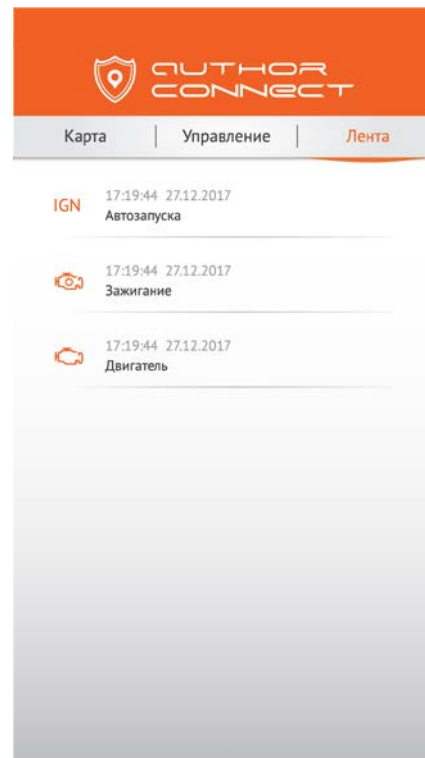 AUTHOR
CONNECT
Карта | Управление | Лента
17:19:44 27.12.2017
IGN
Автозапуска
17:19:44 27.12.2017
Зажигание
17:19:44 27.12.2017
Двигатель